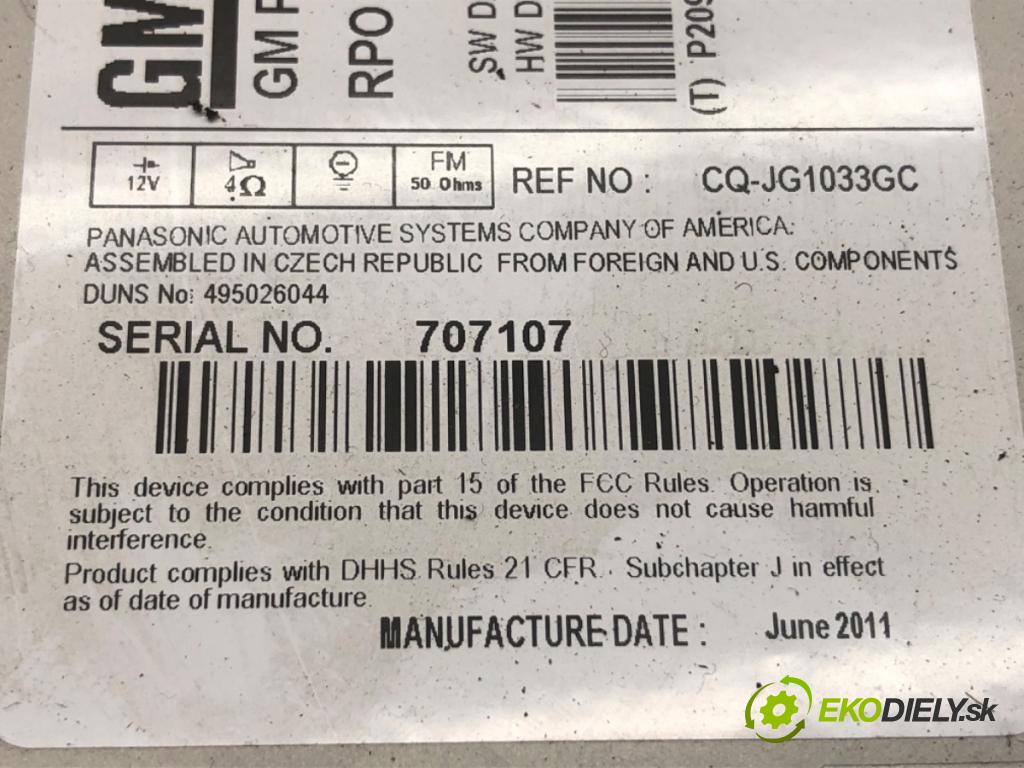 GM
GM
RPO
SW D
HW D
(T) P209
12V
4Ω
FM
50 Ohms
REF NO : CQ-JG1033GC
PANASONIC AUTOMOTIVE SYSTEMS COMPANY OF AMERICA.
ASSEMBLED IN CZECH REPUBLIC FROM FOREIGN AND U.S. COMPONENTS
DUNS No: 495026044
SERIAL NO. 707107
This device complies with part 15 of the FCC Rules. Operation is
subject to the condition that this device does not cause harmful
interference.
Product complies with DHHS Rules 21 CFR. Subchapter J in effect
as of date of manufacture.
MANUFACTURE DATE : June 2011
EKODIELY.sk